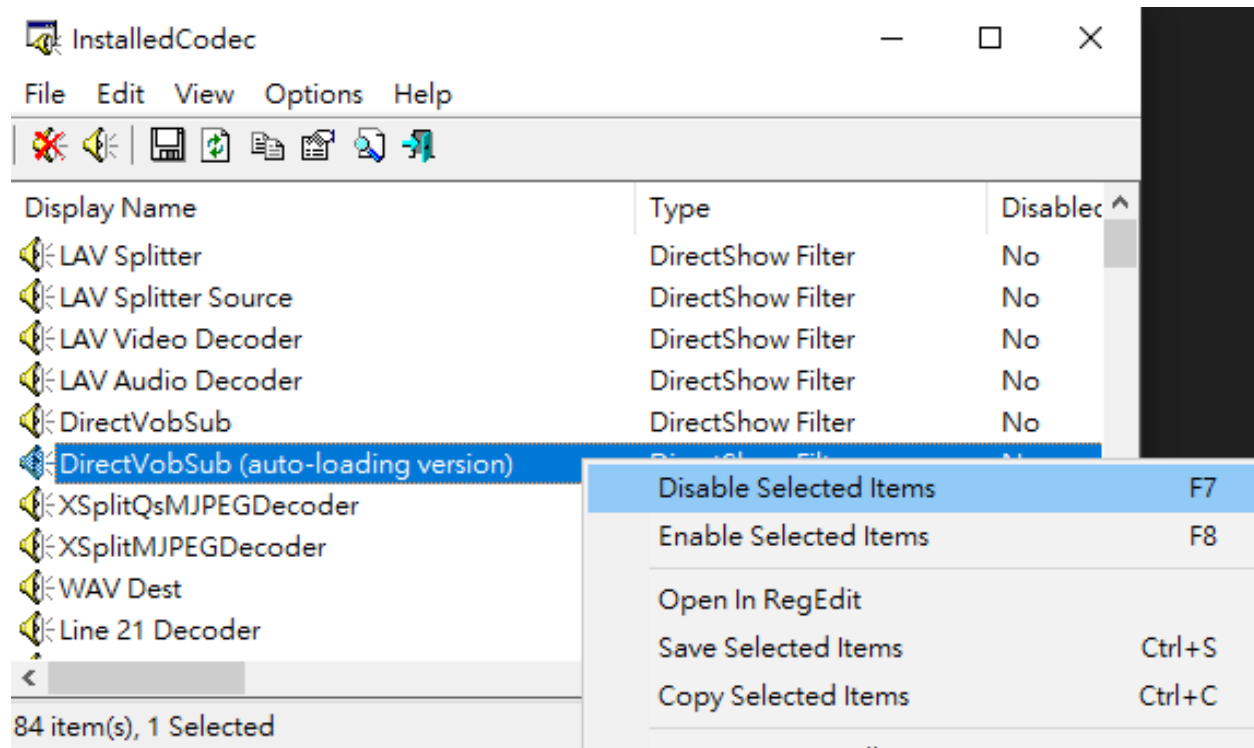 InstalledCodec
File Edit View Options Help
Display Name Type Disabled
LAV Splitter DirectShow Filter No
LAV Splitter Source DirectShow Filter No
LAV Video Decoder DirectShow Filter No
LAV Audio Decoder DirectShow Filter No
DirectVobSub DirectShow Filter No
DirectVobSub (auto-loading version)
Disable Selected Items F7
XSplitQsMJPEGDecoder
Enable Selected Items F8
XSplitMJPEGDecoder
WAV Dest
Open In RegEdit
Line 21 Decoder
Save Selected Items Ctrl+S
Copy Selected Items Ctrl+C
84 item(s), 1 Selected